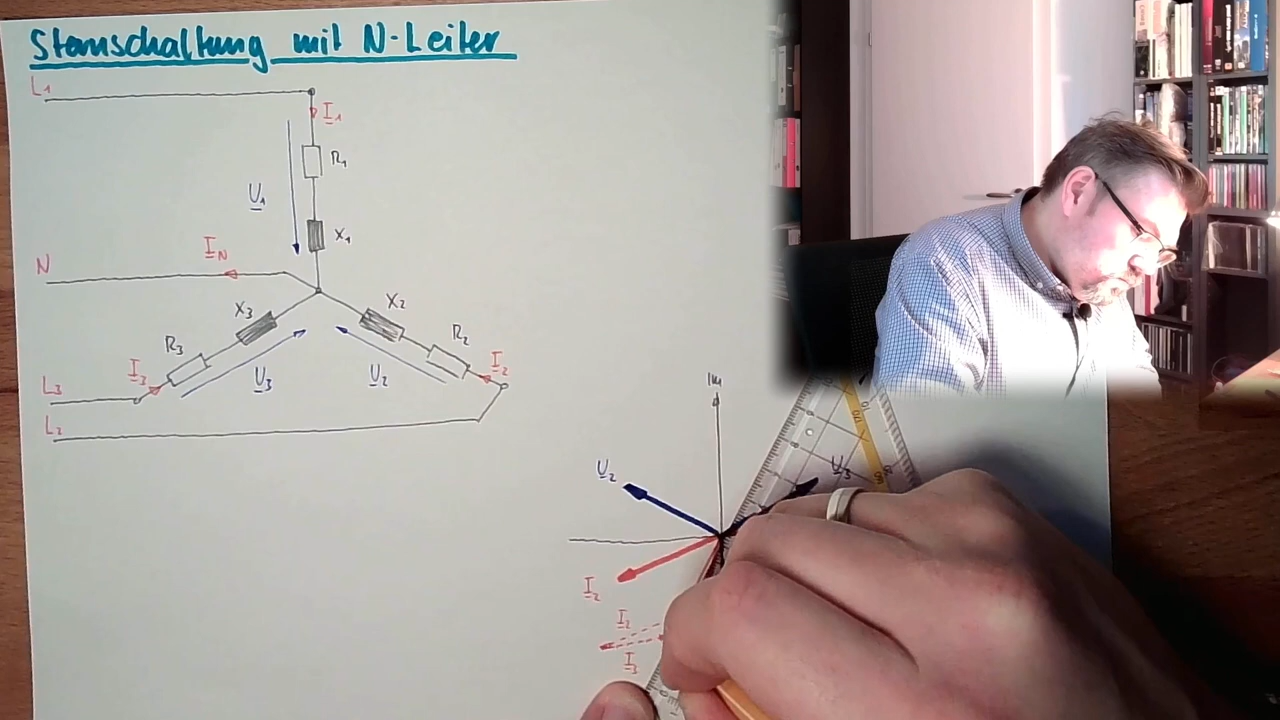 Sternschaltung mit N-Leiter
L1
I1
R1
U1
X1
N
IN
X3
X2
R3
R2
I3
U3
U2
I2
L3
L2
Im
U2
U3
I2
I2
I3